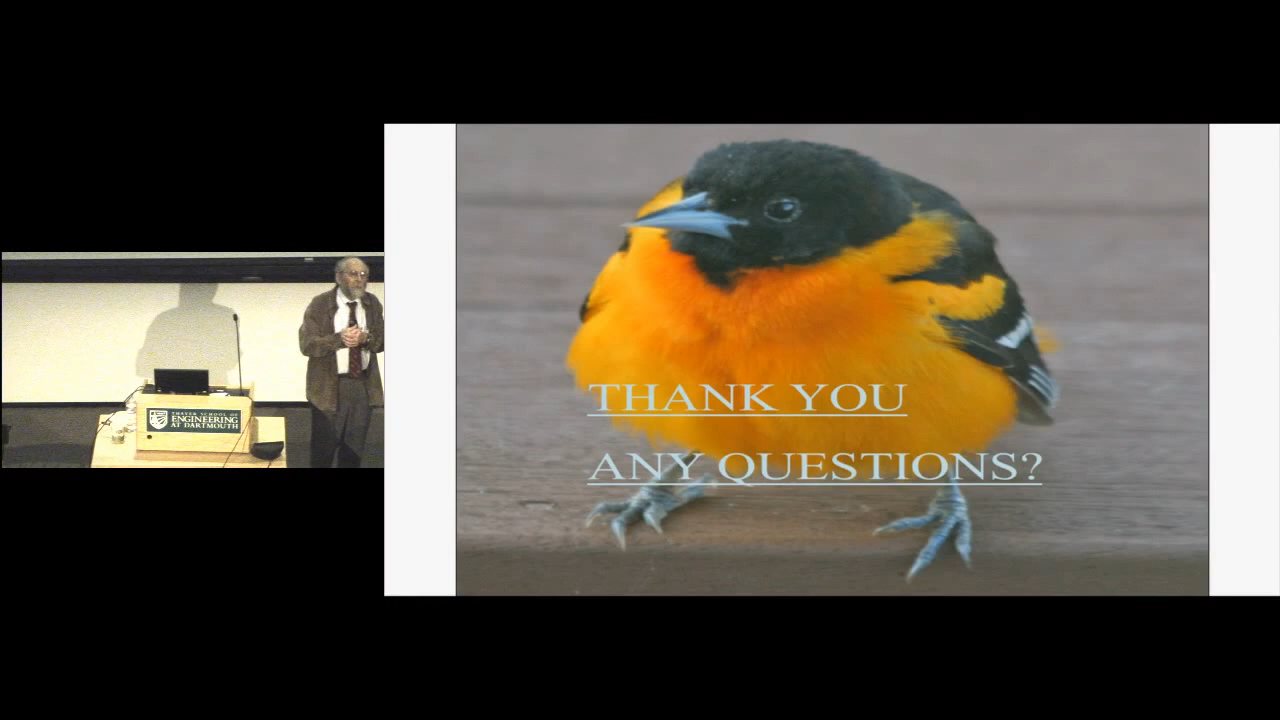 THAYER SCHOOL OF
ENGINEERING
AT DARTMOUTH
THANK YOU
ANY QUESTIONS?